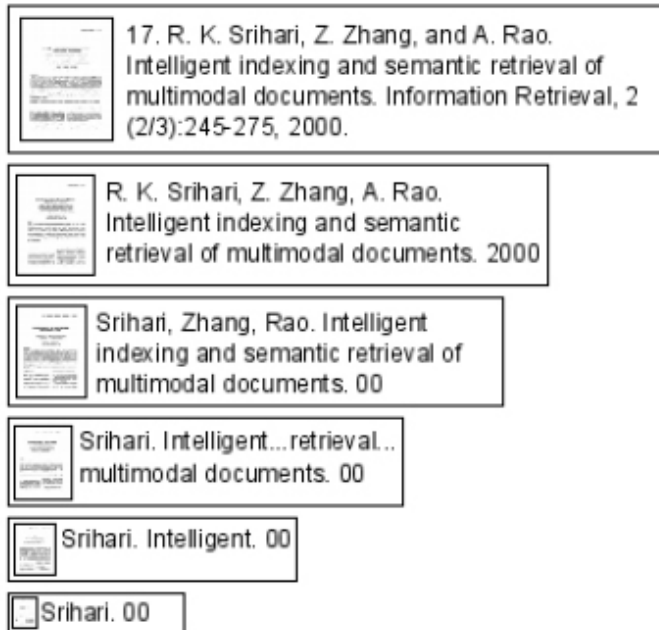 17. R. K. Srihari, Z. Zhang, and A. Rao.
Intelligent indexing and semantic retrieval of
multimodal documents. Information Retrieval, 2
(2/3):245-275, 2000.
R. K. Srihari, Z. Zhang, A. Rao.
Intelligent indexing and semantic
retrieval of multimodal documents. 2000
Srihari, Zhang, Rao. Intelligent
indexing and semantic retrieval of
multimodal documents. 00
Srihari. Intelligent...retrieval...
multimodal documents. 00
Srihari. Intelligent. 00
Srihari. 00